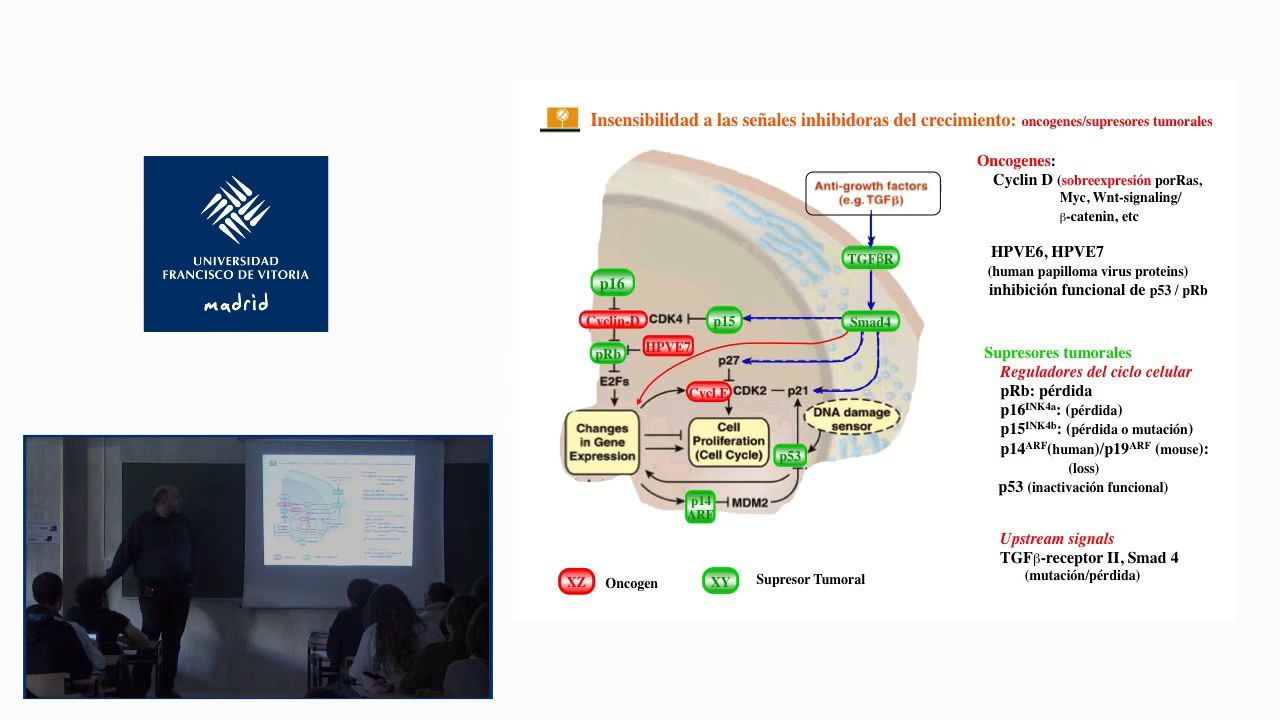 UNIVERSIDAD
FRANCISCO DE VITORIA
madrid
Insensibilidad a las señales inhibidoras del crecimiento: oncogenes/supresores tumorales
Anti-growth factors
(e.g. TGFβ)
TGFβR
p16
Cyclin-D CDK4
p15
Smad4
pRb
HPVE7
p27
E2Fs
Cycl.E CDK2
p21
DNA damage
sensor
Changes
in Gene
Expression
Cell
Proliferation
(Cell Cycle)
p53
p14
ARF
MDM2
XZ Oncogen
XY Supresor Tumoral
Oncogenes:
Cyclin D (sobreexpresión porRas,
Myc, Wnt-signaling/
β-catenin, etc
HPVE6, HPVE7
(human papilloma virus proteins)
inhibición funcional de p53 / pRb
Supresores tumorales
Reguladores del ciclo celular
pRb: pérdida
p16INK4a: (pérdida)
p15INK4b: (pérdida o mutación)
p14ARF(human)/p19ARF (mouse):
(loss)
p53 (inactivación funcional)
Upstream signals
TGFβ-receptor II, Smad 4
(mutación/pérdida)